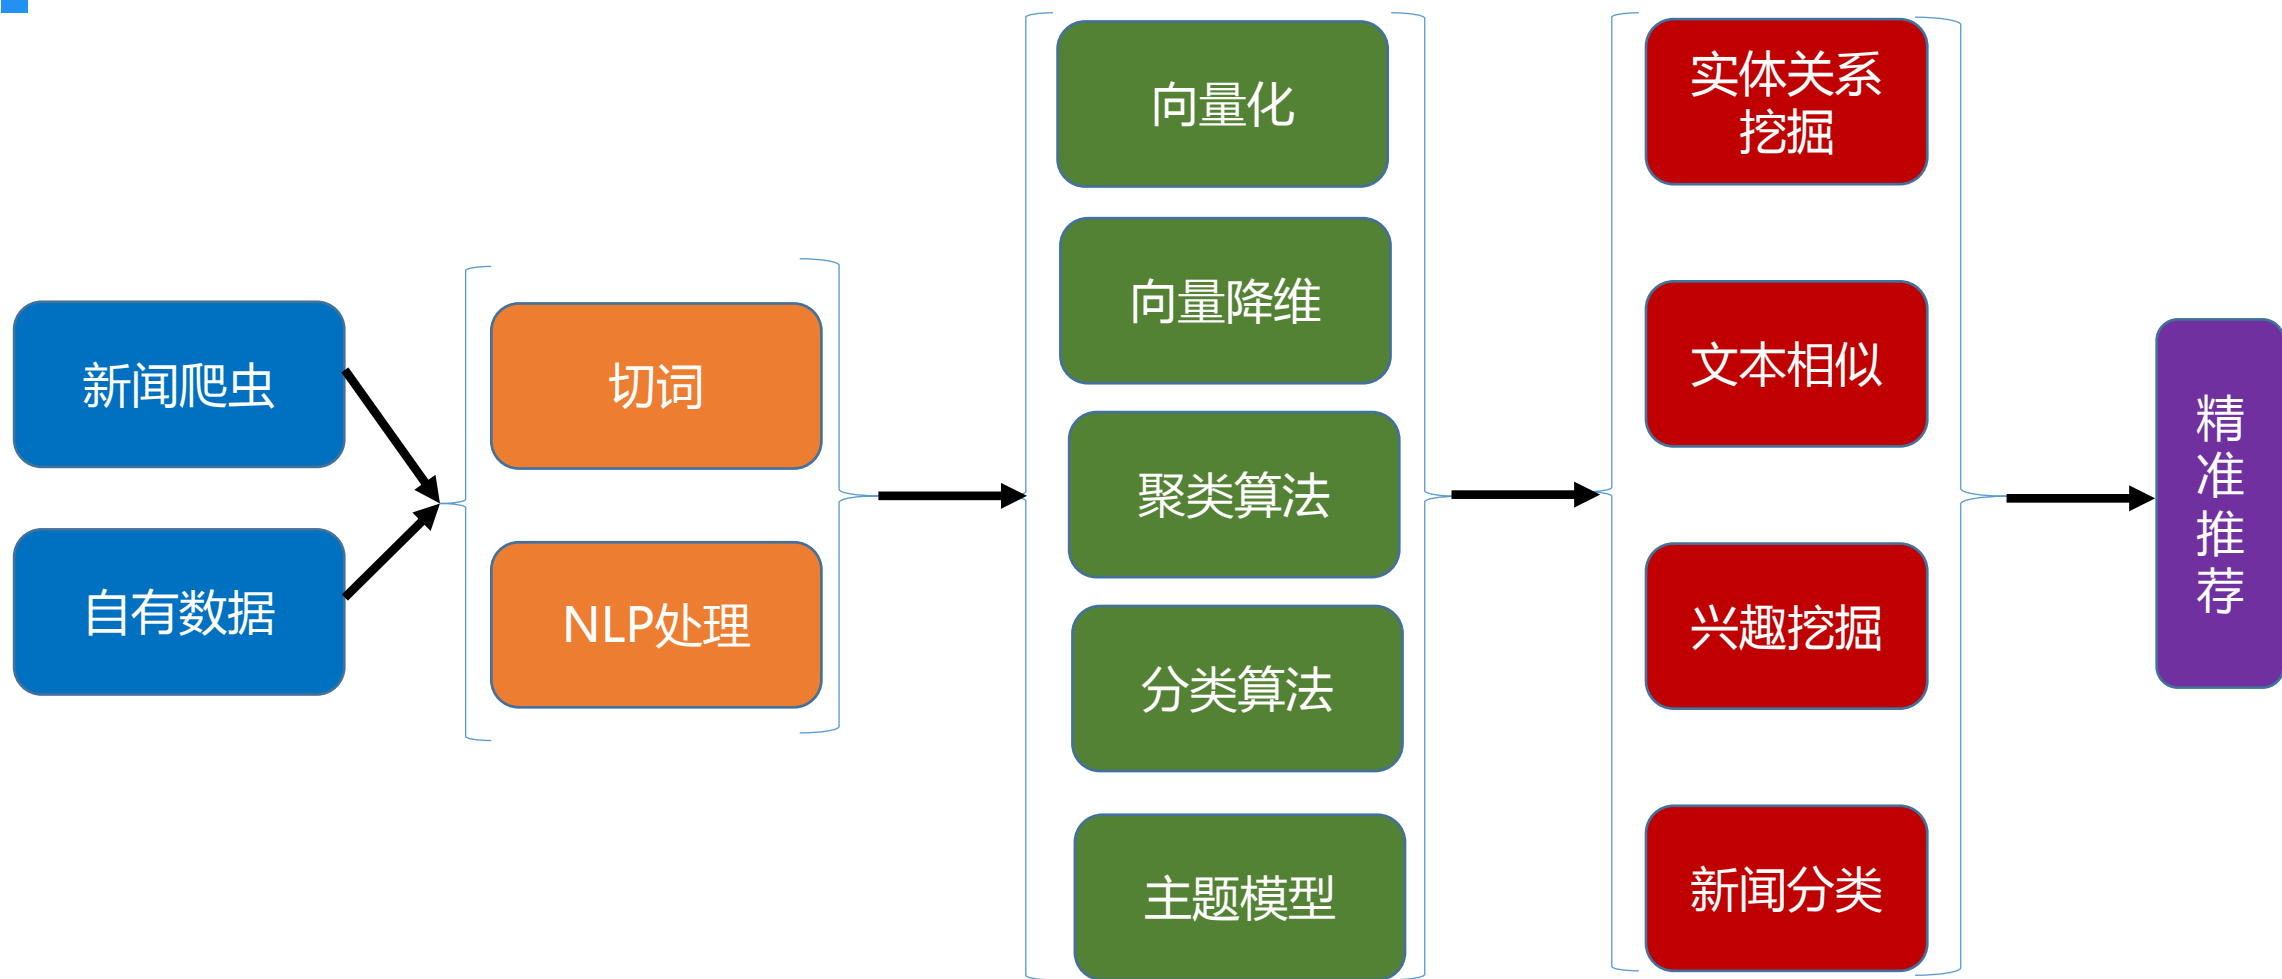 新闻爬虫
自有数据
切词
NLP处理
向量化
向量降维
聚类算法
分类算法
主题模型
实体关系
挖掘
文本相似
兴趣挖掘
新闻分类
精
准
推
荐